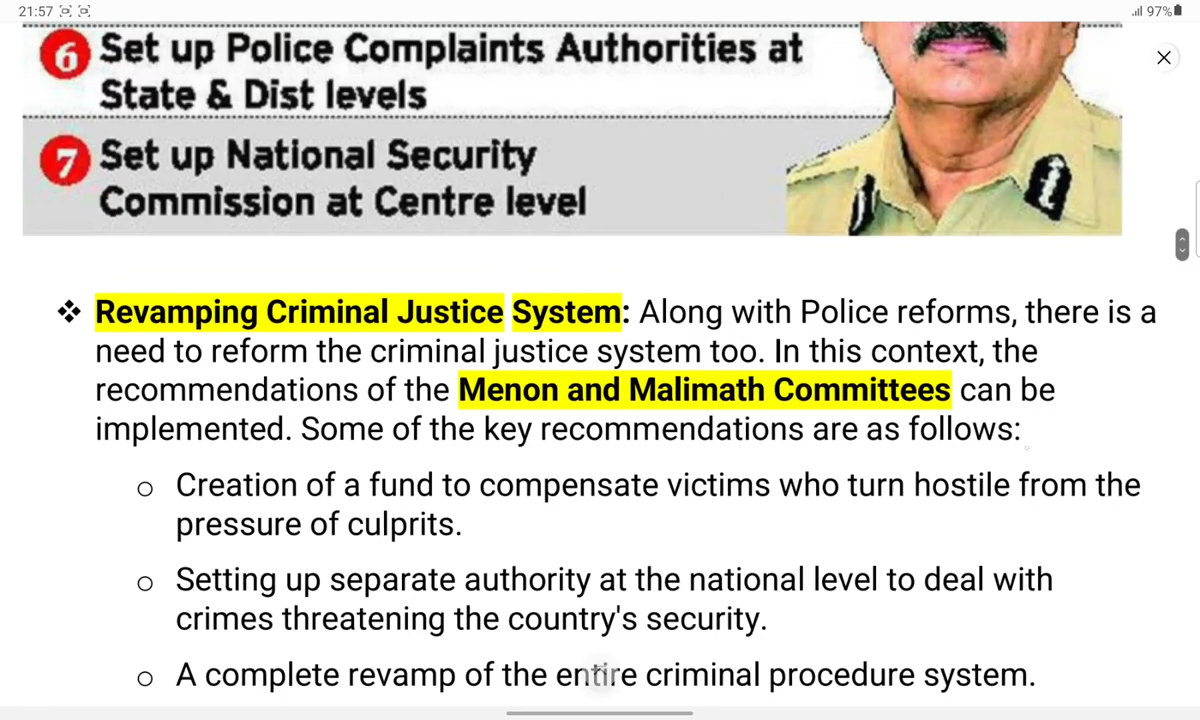 21:57
97%
6 Set up Police Complaints Authorities at
State & Dist levels
7 Set up National Security
Commission at Centre level
❖ Revamping Criminal Justice System: Along with Police reforms, there is a
need to reform the criminal justice system too. In this context, the
recommendations of the Menon and Malimath Committees can be
implemented. Some of the key recommendations are as follows:
o Creation of a fund to compensate victims who turn hostile from the
pressure of culprits.
o Setting up separate authority at the national level to deal with
crimes threatening the country's security.
o A complete revamp of the entire criminal procedure system.